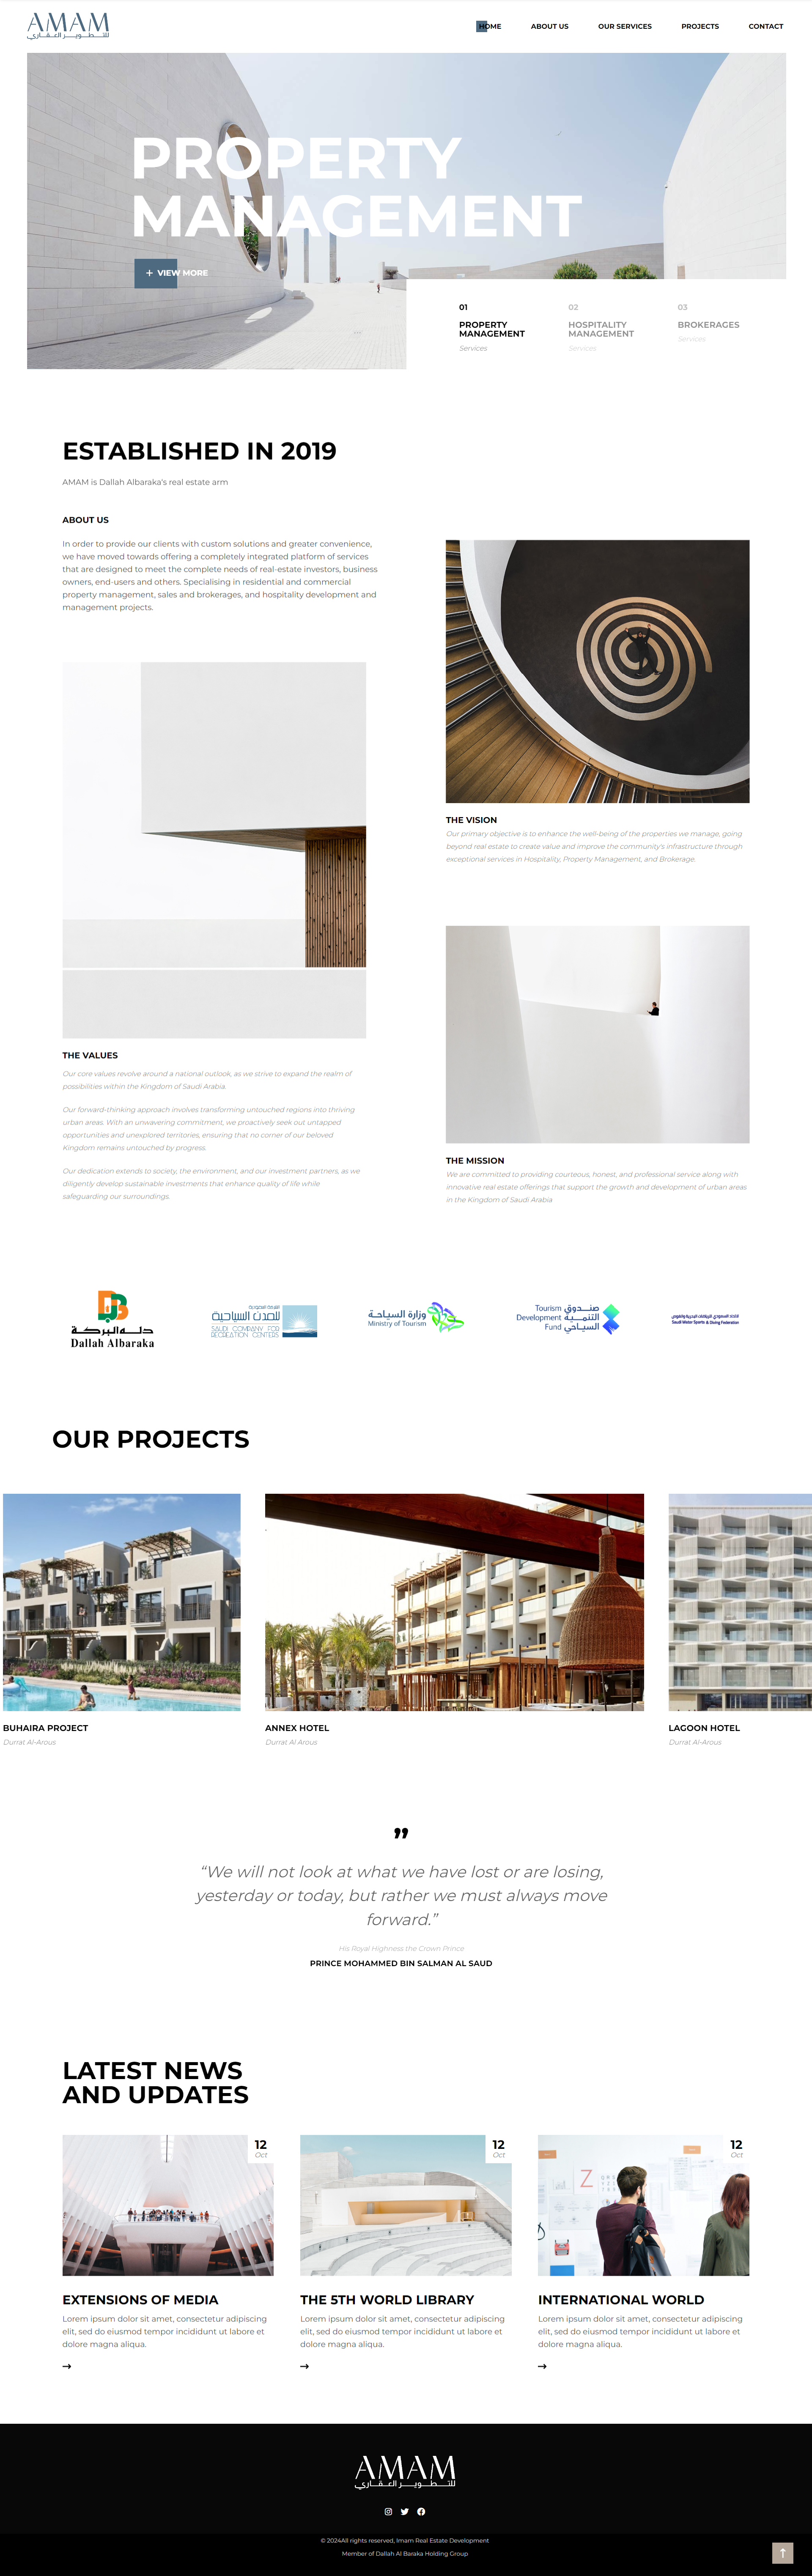 AMAM
للتـطـويـــر العـقـــاري
HOME
ABOUT US
OUR SERVICES
PROJECTS
CONTACT
PROPERTY
MANAGEMENT
+ VIEW MORE
01
PROPERTY
MANAGEMENT
Services
02
HOSPITALITY
MANAGEMENT
Services
03
BROKERAGES
Services
ESTABLISHED IN 2019
AMAM is Dallah Albaraka's real estate arm
ABOUT US
In order to provide our clients with custom solutions and greater convenience,
we have moved towards offering a completely integrated platform of services
that are designed to meet the complete needs of real-estate investors, business
owners, end-users and others. Specialising in residential and commercial
property management, sales and brokerages, and hospitality development and
management projects.
THE VISION
Our primary objective is to enhance the well-being of the properties we manage, going
beyond real estate to create value and improve the community's infrastructure through
exceptional services in Hospitality, Property Management, and Brokerage.
THE VALUES
Our core values revolve around a national outlook, as we strive to expand the realm of
possibilities within the Kingdom of Saudi Arabia.
Our forward-thinking approach involves transforming untouched regions into thriving
urban areas. With an unwavering commitment, we proactively seek out untapped
opportunities and unexplored territories, ensuring that no corner of our beloved
Kingdom remains untouched by progress.
Our dedication extends to society, the environment, and our investment partners, as we
diligently develop sustainable investments that enhance quality of life while
safeguarding our surroundings.
THE MISSION
We are committed to providing courteous, honest, and professional service along with
innovative real estate offerings that support the growth and development of urban areas
in the Kingdom of Saudi Arabia
دلـه البركـة
Dallah Albaraka
للمدن السياحية
SAUDI COMPANY FOR
RECREATION CENTERS
وزارة السيـاحـة
Ministry of Tourism
Tourism صنــدوق
Development التنميـــة
Fund السيـاحي
Saudi Water Sports & Diving Federation
OUR PROJECTS
BUHAIRA PROJECT
Durrat Al-Arous
ANNEX HOTEL
Durrat Al Arous
LAGOON HOTEL
Durrat Al-Arous
”
“We will not look at what we have lost or are losing,
yesterday or today, but rather we must always move
forward.”
His Royal Highness the Crown Prince
PRINCE MOHAMMED BIN SALMAN AL SAUD
LATEST NEWS
AND UPDATES
12
Oct
EXTENSIONS OF MEDIA
Lorem ipsum dolor sit amet, consectetur adipiscing
elit, sed do eiusmod tempor incididunt ut labore et
dolore magna aliqua.
12
Oct
THE 5TH WORLD LIBRARY
Lorem ipsum dolor sit amet, consectetur adipiscing
elit, sed do eiusmod tempor incididunt ut labore et
dolore magna aliqua.
12
Oct
Z
INTERNATIONAL WORLD
Lorem ipsum dolor sit amet, consectetur adipiscing
elit, sed do eiusmod tempor incididunt ut labore et
dolore magna aliqua.
AMAM
للتـطـويـــر العـقـــاري
© 2024All rights reserved, Imam Real Estate Development
Member of Dallah Al Baraka Holding Group